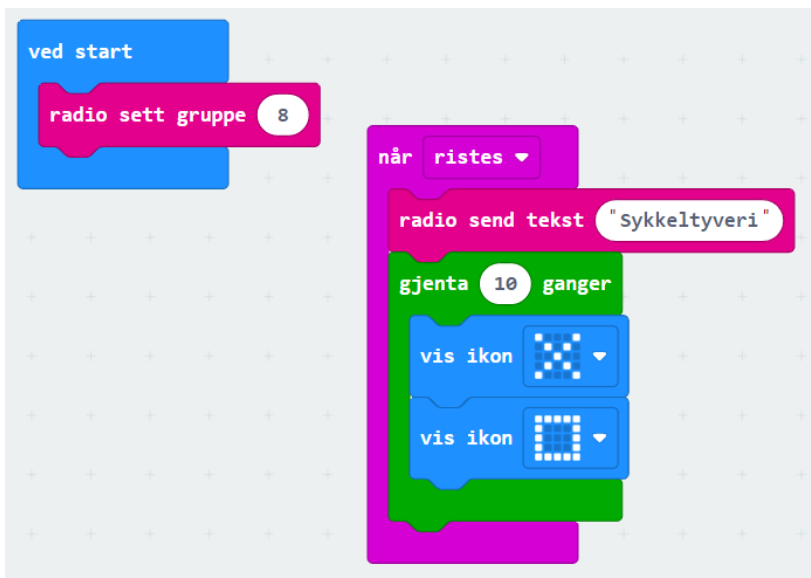 ved start
radio sett gruppe 8
når ristes
radio send tekst "Sykkeltyveri"
gjenta 10 ganger
vis ikon
vis ikon